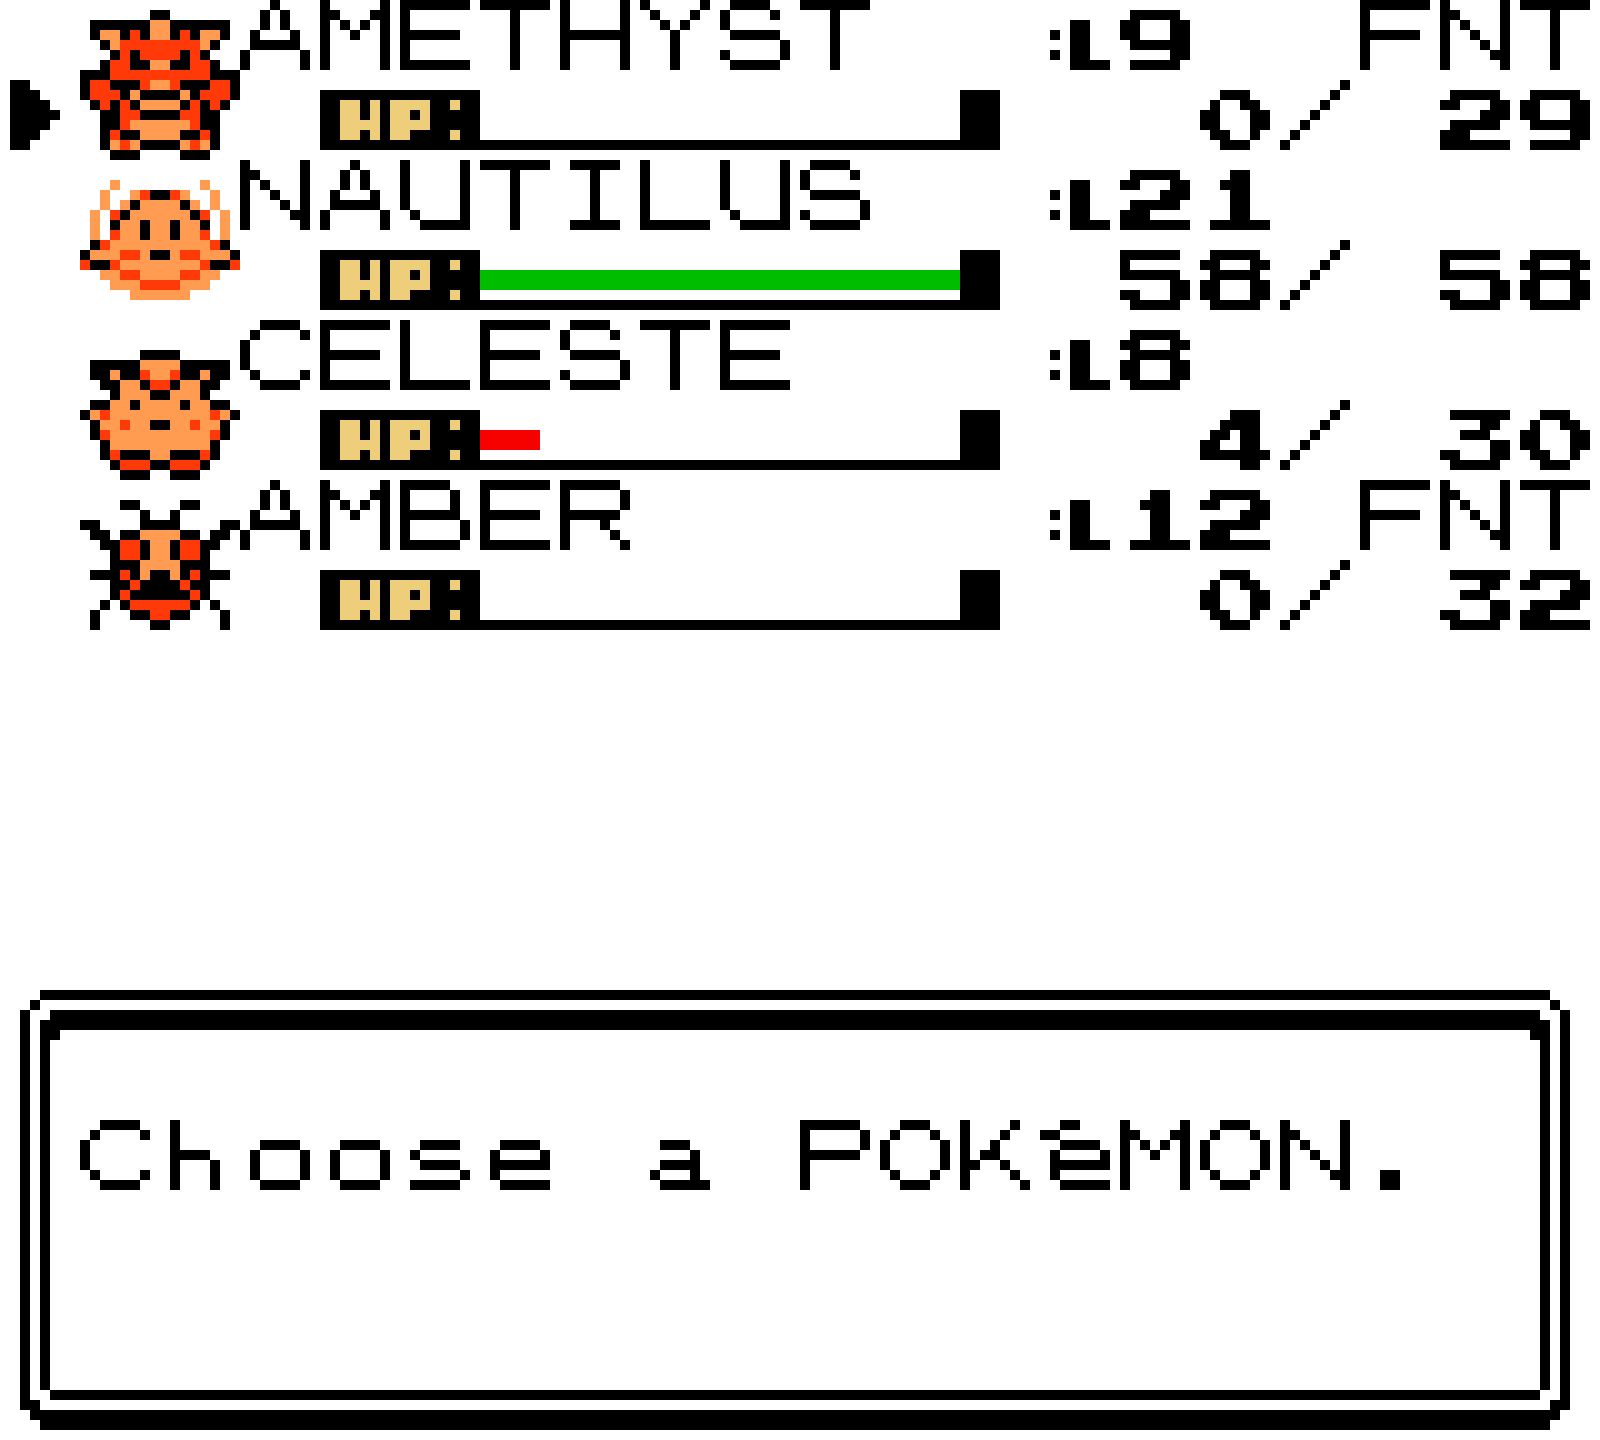 AMETHYST :L9 FNT
HP: 0/ 29
NAUTILUS :L21
HP: 58/ 58
CELESTE :L8
HP: 4/ 30
AMBER :L12 FNT
HP: 0/ 32
Choose a POKéMON.